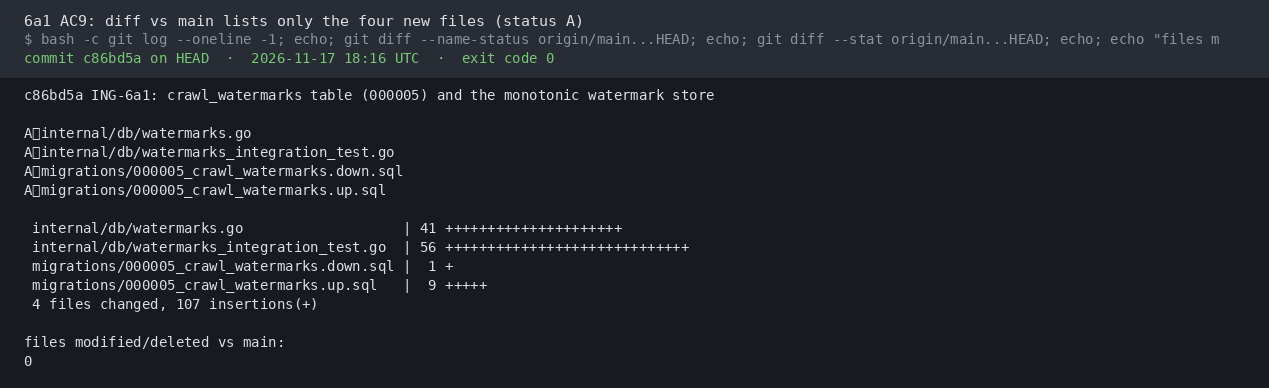 6a1 AC9: diff vs main lists only the four new files (status A)
$ bash -c git log --oneline -1; echo; git diff --name-status origin/main...HEAD; echo; git diff --stat origin/main...HEAD; echo; echo "files m
commit c86bd5a on HEAD · 2026-11-17 18:16 UTC · exit code 0
c86bd5a ING-6a1: crawl_watermarks table (000005) and the monotonic watermark store
A▯internal/db/watermarks.go
A▯internal/db/watermarks_integration_test.go
A▯migrations/000005_crawl_watermarks.down.sql
A▯migrations/000005_crawl_watermarks.up.sql
internal/db/watermarks.go | 41 +++++++++++++++++++++
internal/db/watermarks_integration_test.go | 56 +++++++++++++++++++++++++++++
migrations/000005_crawl_watermarks.down.sql | 1 +
migrations/000005_crawl_watermarks.up.sql | 9 +++++
4 files changed, 107 insertions(+)
files modified/deleted vs main:
0